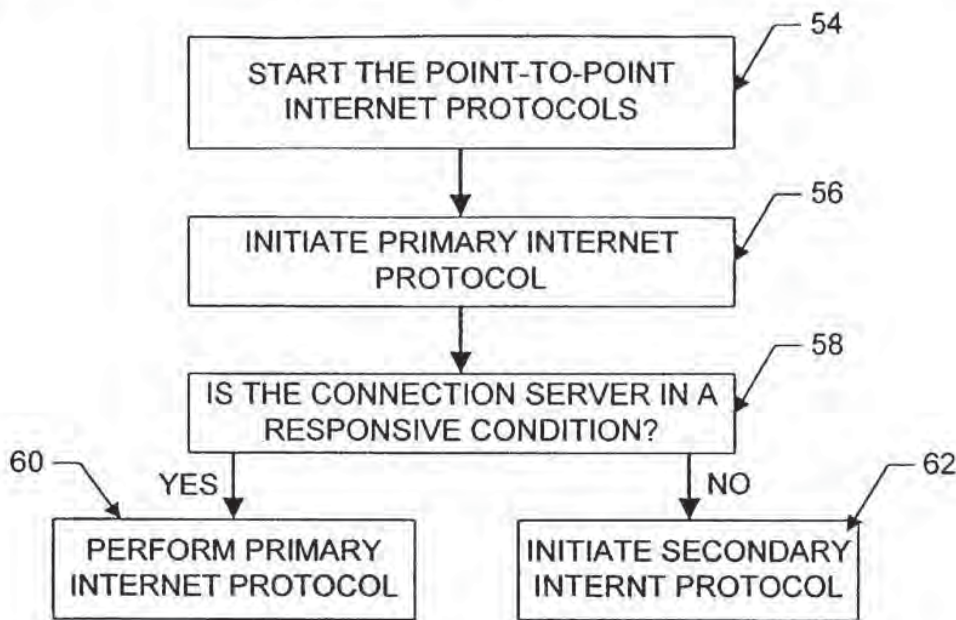 54
START THE POINT-TO-POINT
INTERNET PROTOCOLS
56
INITIATE PRIMARY INTERNET
PROTOCOL
58
IS THE CONNECTION SERVER IN A
RESPONSIVE CONDITION?
60
YES
NO
62
PERFORM PRIMARY
INTERNET PROTOCOL
INITIATE SECONDARY
INTERNT PROTOCOL